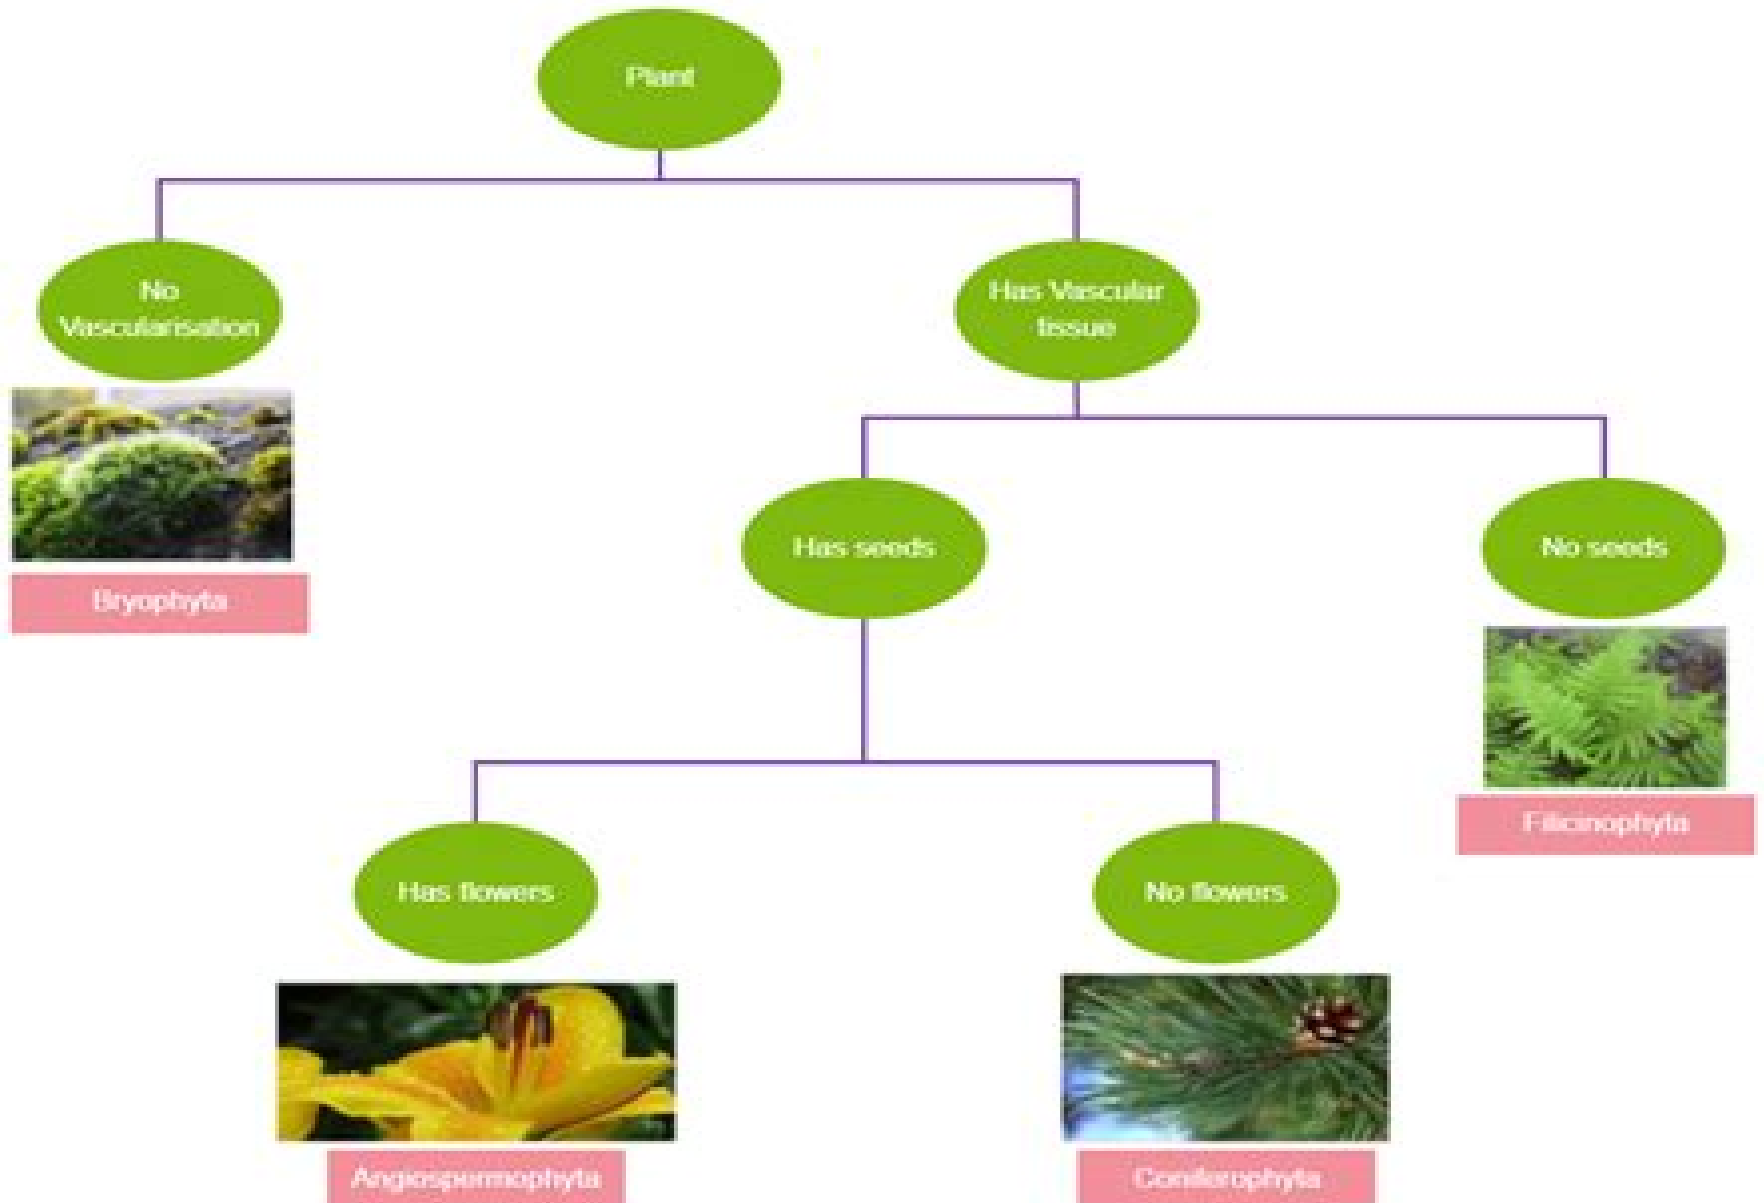 Plant
No
Vascularisation
Has Vascular
tissue
Bryophyta
Has seeds
No seeds
Filicinophyta
Has flowers
No flowers
Angiospermophyta
Coniferophyta